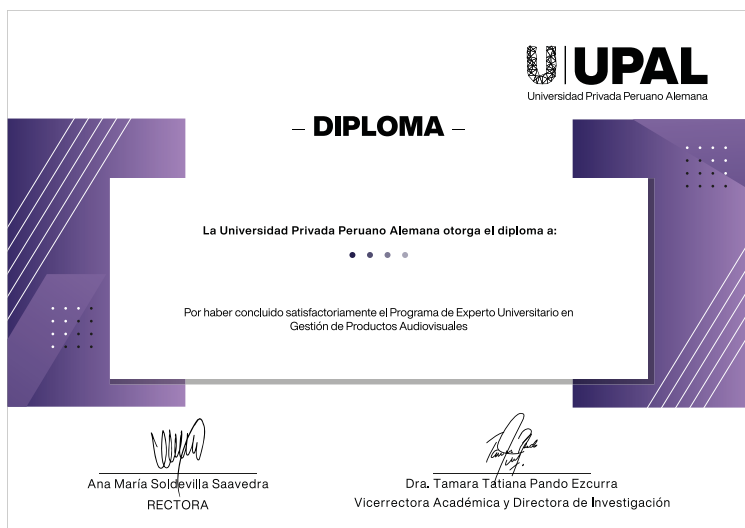 UPAL
Universidad Privada Peruano Alemana
– DIPLOMA –
La Universidad Privada Peruano Alemana otorga el diploma a:
Por haber concluido satisfactoriamente el Programa de Experto Universitario en
Gestión de Productos Audiovisuales
Ana María Soldevilla Saavedra
RECTORA
Dra. Tamara Tatiana Pando Ezcurra
Vicerrectora Académica y Directora de Investigación